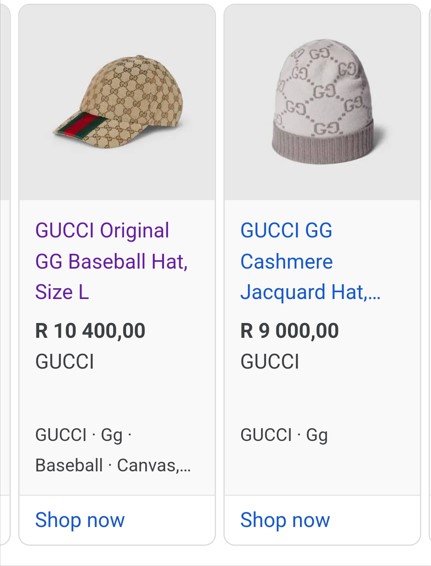 GUCCI Original
GG Baseball Hat,
Size L
R 10 400,00
GUCCI
GUCCI · Gg ·
Baseball · Canvas,...
Shop now
GUCCI GG
Cashmere
Jacquard Hat,...
R 9 000,00
GUCCI
GUCCI · Gg
Shop now